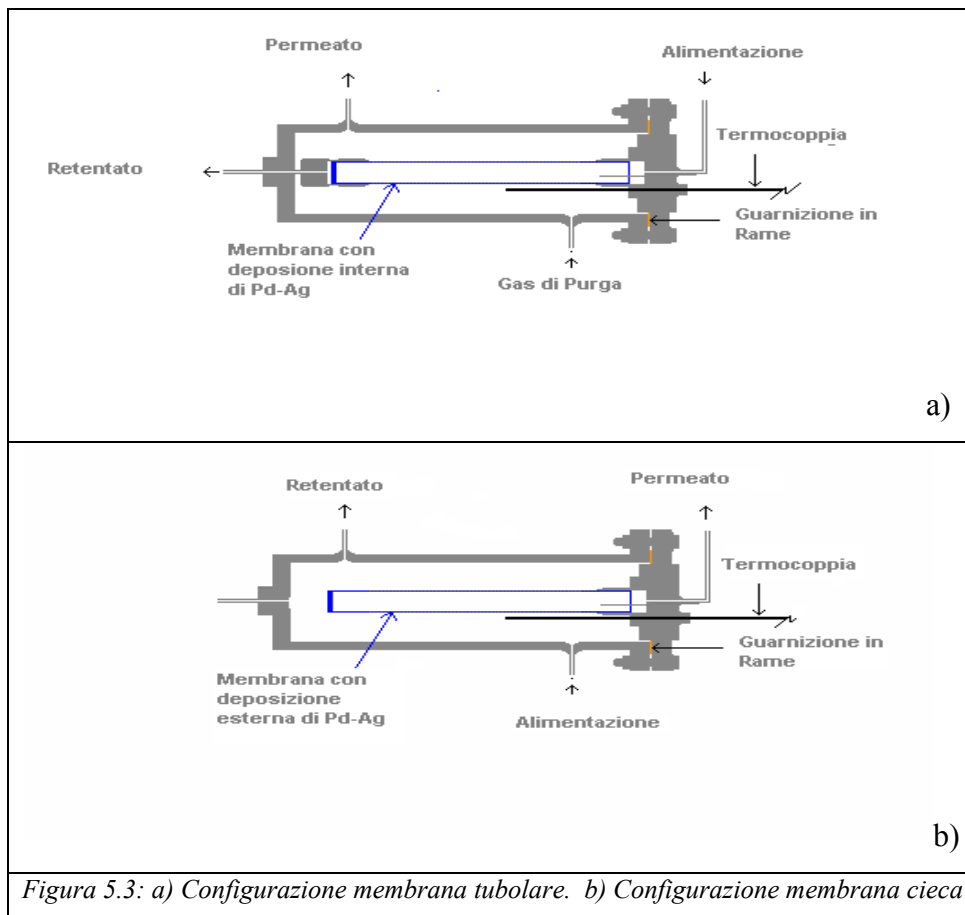 Permeato
Alimentazione
Termocoppia
Retentato
Guarnizione in
Rame
Membrana con
deposione interna
di Pd-Ag
Gas di Purga
a)
Retentato
Permeato
Termocoppia
Guarnizione in
Rame
Membrana con
deposizione
esterna di Pd-Ag
Alimentazione
b)
Figura 5.3: a) Configurazione membrana tubolare. b) Configurazione membrana cieca